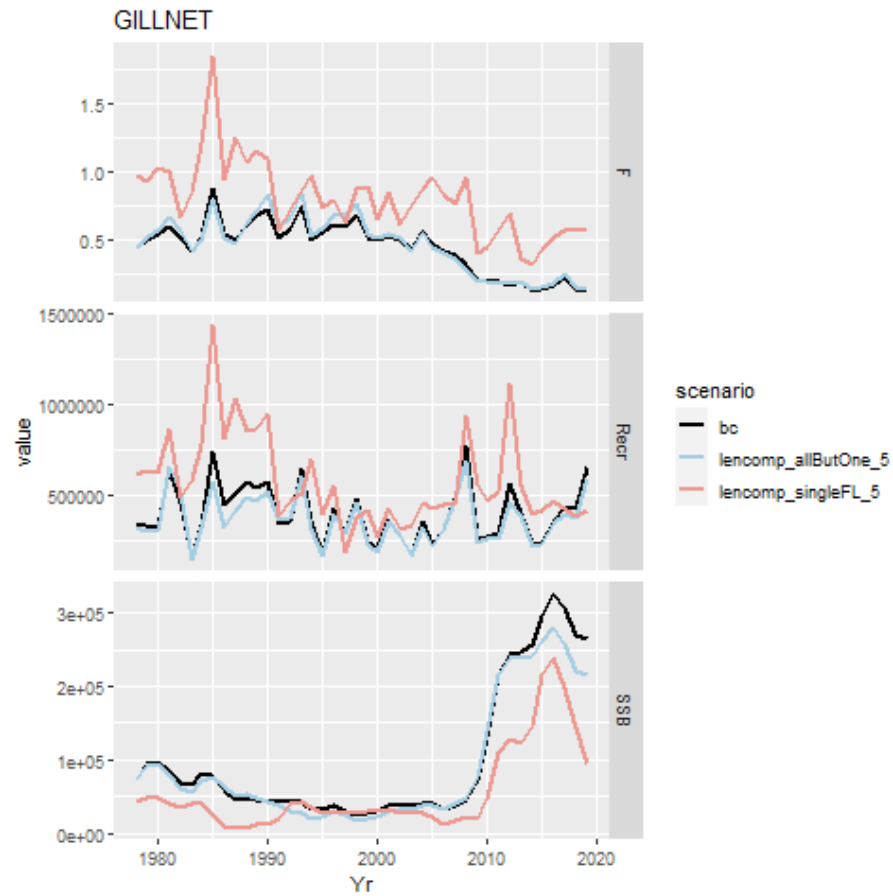 GILLNET
1.5
1.0
0.5
F
1500000
1000000
500000
Recr
value
3e+05
2e+05
1e+05
0e+00
SSB
1980 1990 2000 2010 2020
Yr
scenario
bc
lencomp_allButOne_5
lencomp_singleFL_5